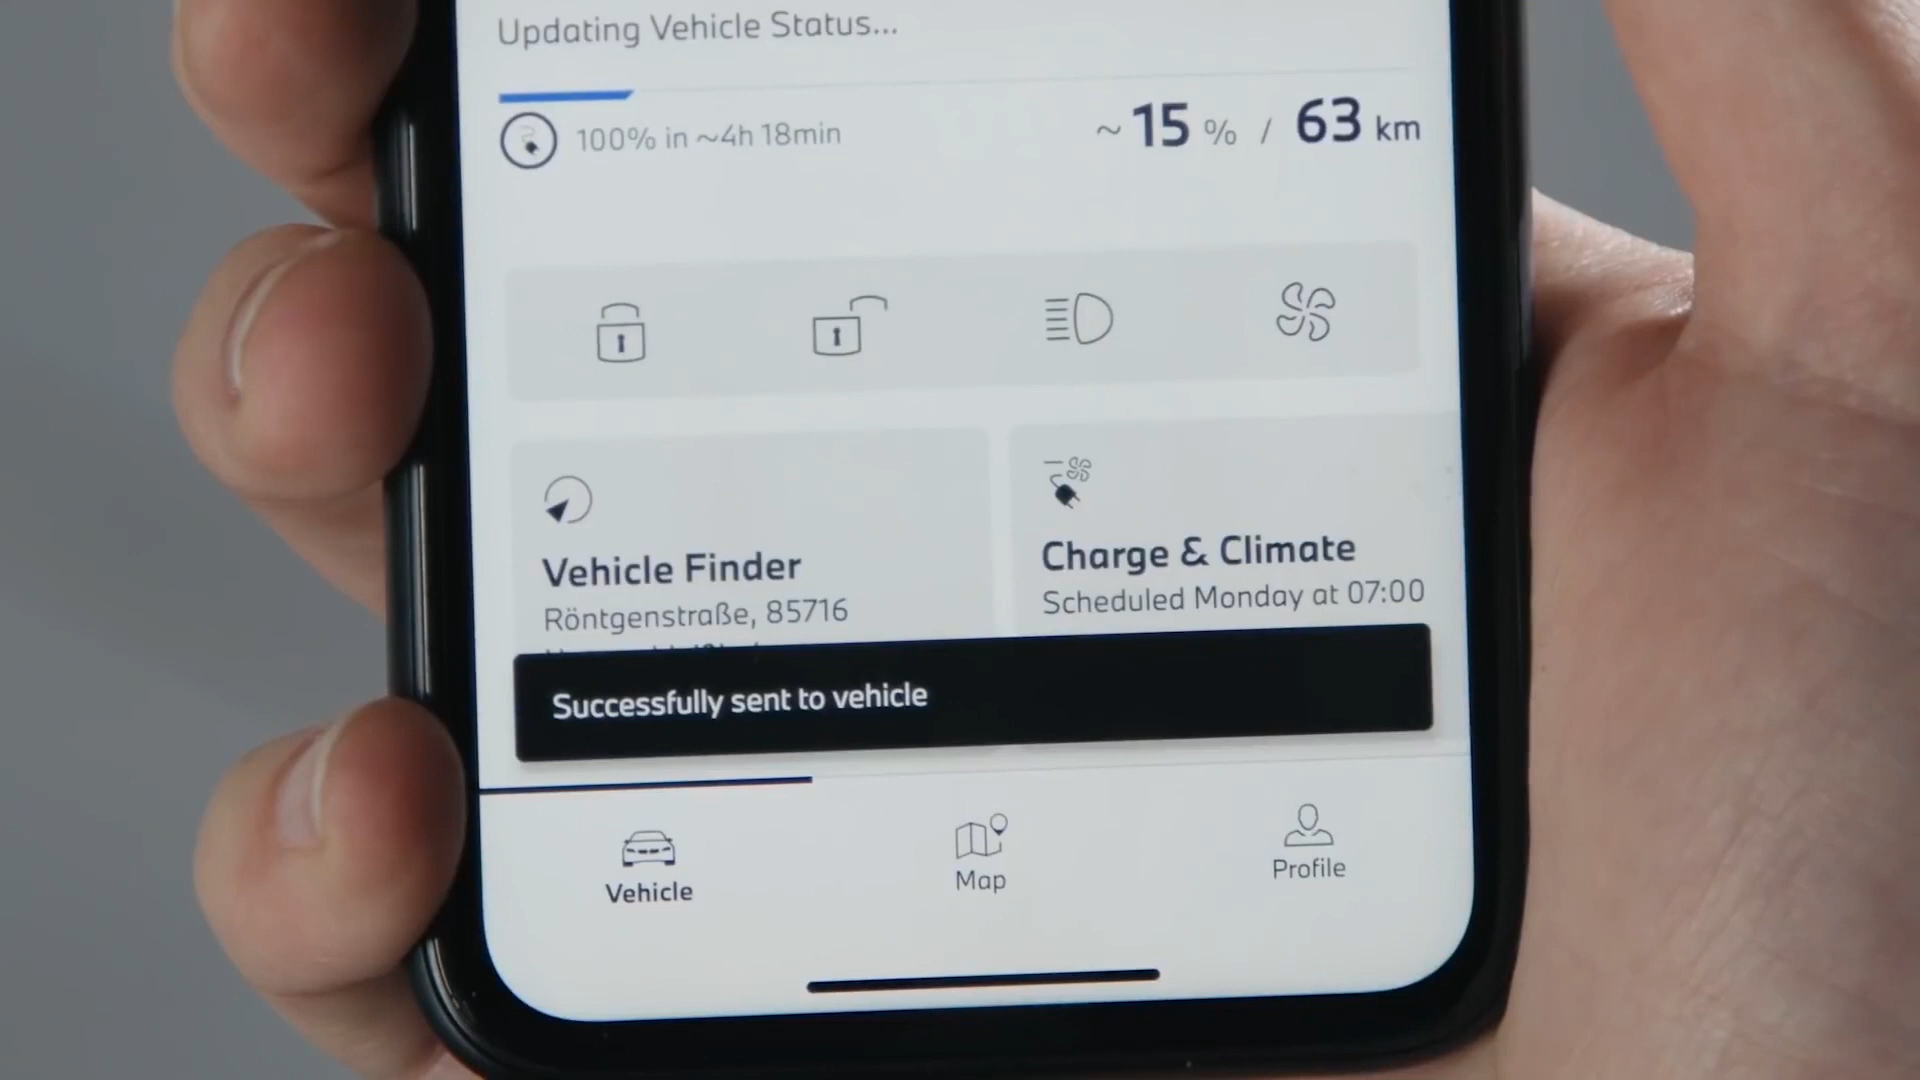 Updating Vehicle Status...
100% in ~4h 18min
~ 15 % / 63 km
Vehicle Finder
Röntgenstraße, 85716
Charge & Climate
Scheduled Monday at 07:00
Successfully sent to vehicle
Vehicle
Map
Profile